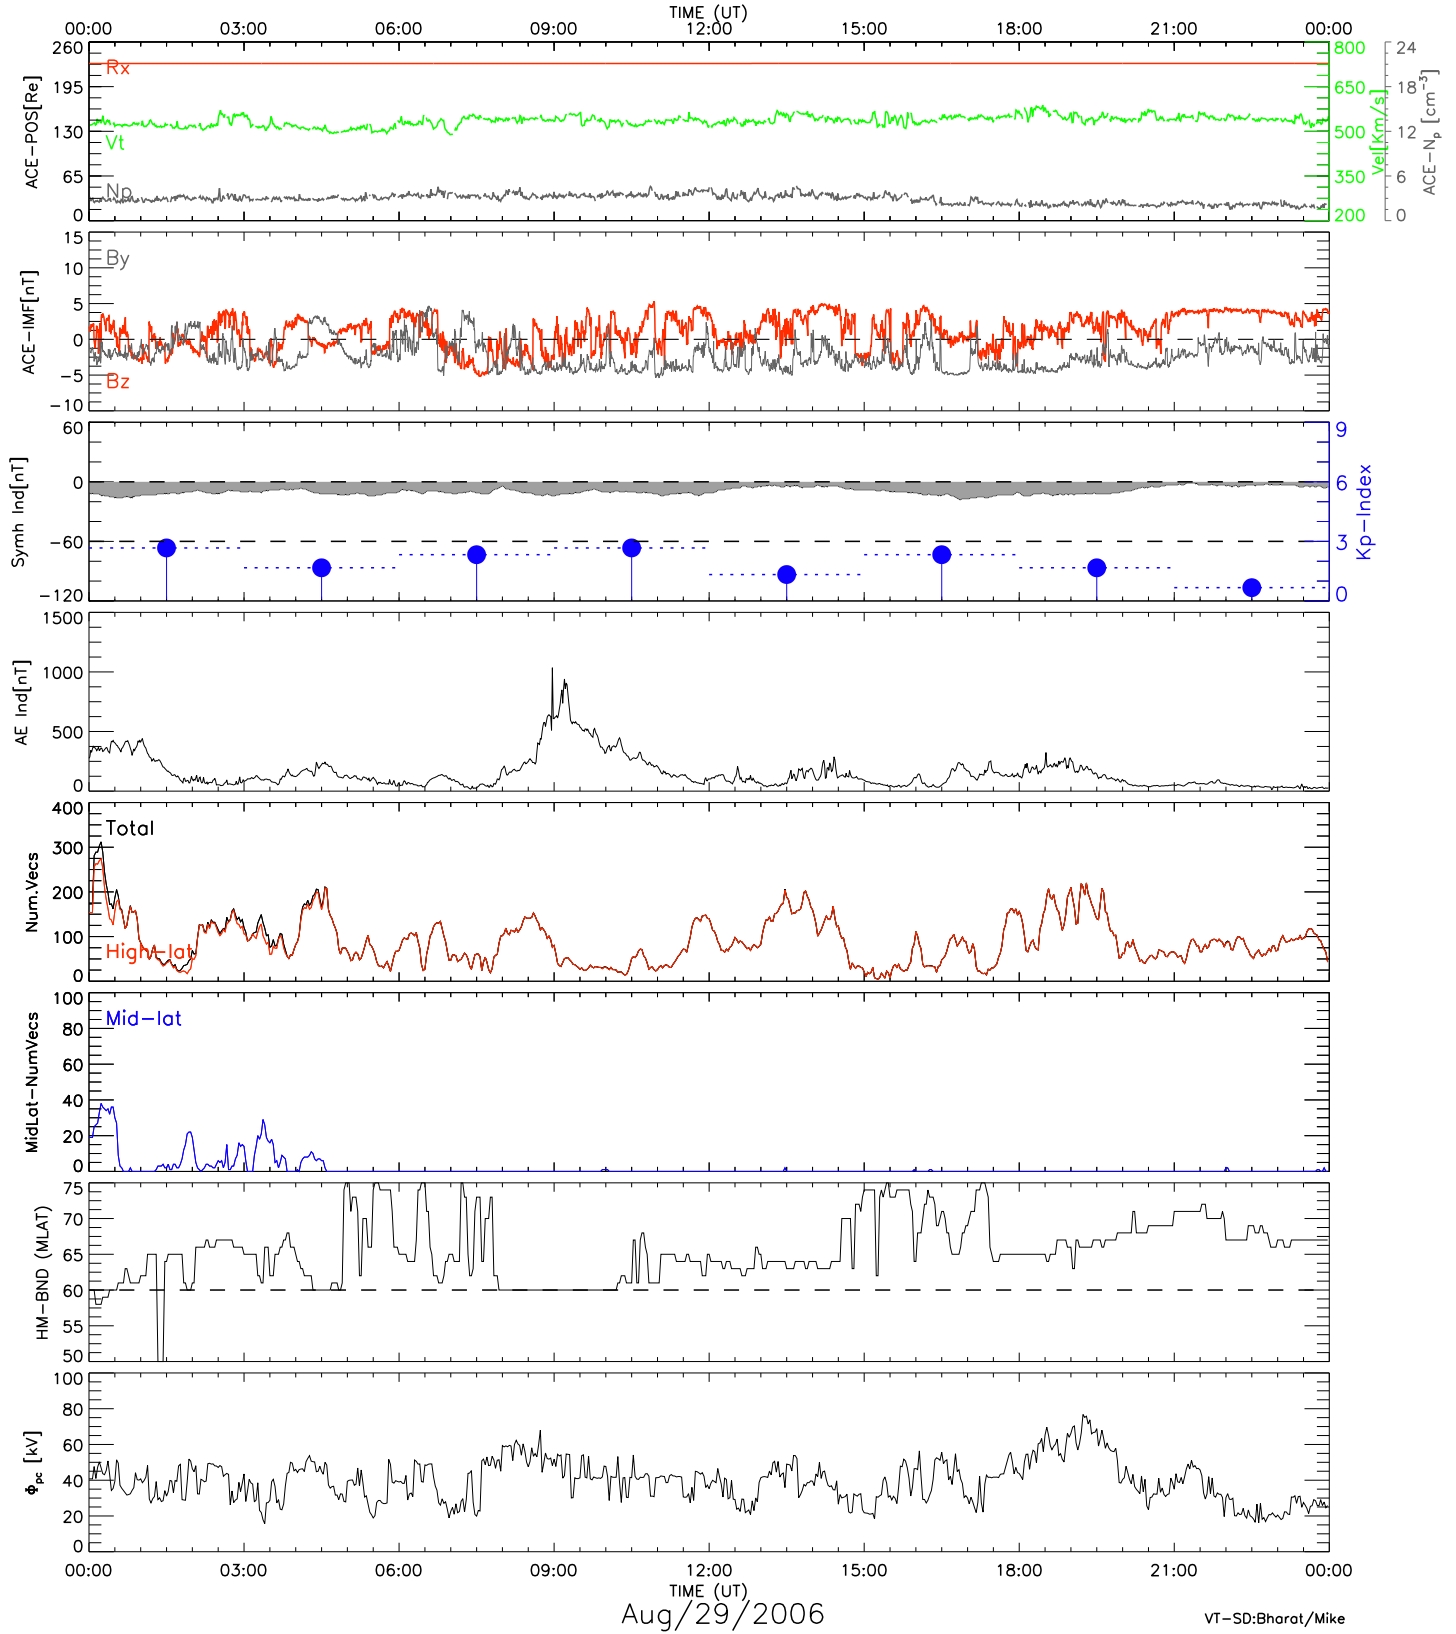 TIME (UT)
00:00 03:00 06:00 09:00 12:00 15:00 18:00 21:00 00:00
ACE-POS[Re]
260
195
130
65
0
Rx
Vt
Np
800
650
500
350
200
Vel[Km/s]
24
18
12
6
0
ACE-Np [cm-3]
ACE-IMF[nT]
15
10
5
0
-5
-10
By
Bz
Symh Ind[nT]
60
0
-60
-120
9
6
3
0
Kp-Index
AE Ind[nT]
1500
1000
500
0
Num.Vecs
400
300
200
100
0
Total
High-lat
MidLat-NumVecs
100
80
60
40
20
0
Mid-lat
HM-BND (MLAT)
75
70
65
60
55
50
Φpc [kV]
100
80
60
40
20
0
00:00 03:00 06:00 09:00 12:00 15:00 18:00 21:00 00:00
TIME (UT)
Aug/29/2006
VT-SD:Bharat/Mike